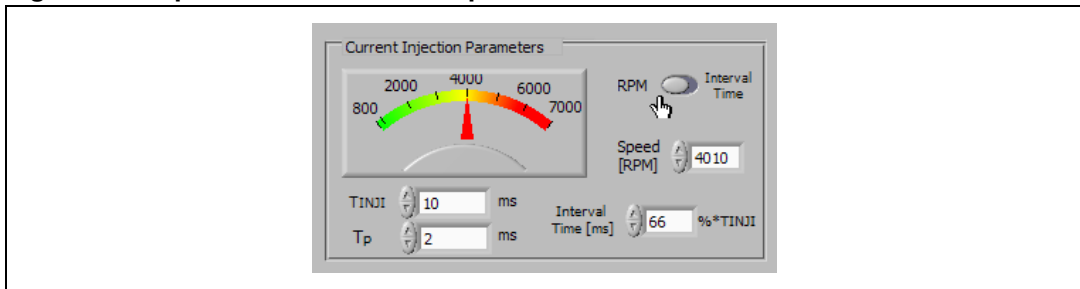 Current Injection Parameters
800 2000 4000 6000 7000
RPM Interval Time
Speed [RPM] 4010
TINJI 10 ms
Interval Time [ms] 66 %*TINJI
Tp 2 ms